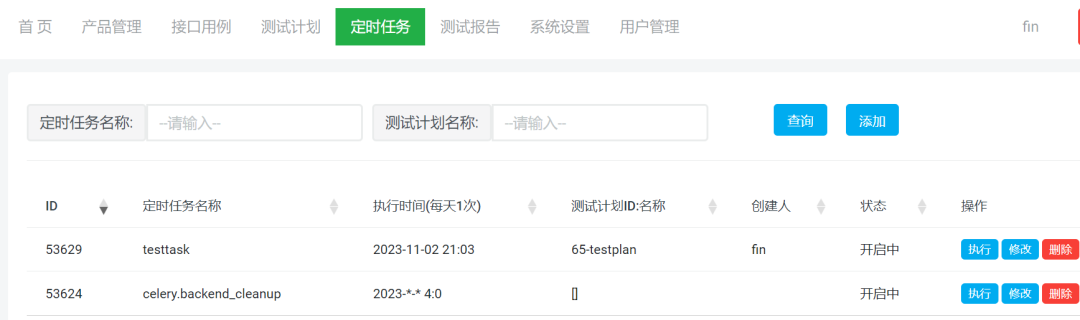 首页 产品管理 接口用例 测试计划 定时任务 测试报告 系统设置 用户管理 fin
定时任务名称: --请输入-- 测试计划名称: --请输入-- 查询 添加
ID 定时任务名称 执行时间(每天1次) 测试计划ID:名称 创建人 状态 操作
53629 testtask 2023-11-02 21:03 65-testplan fin 开启中 执行 修改 删除
53624 celery.backend_cleanup 2023-*-* 4:0 [] 开启中 执行 修改 删除